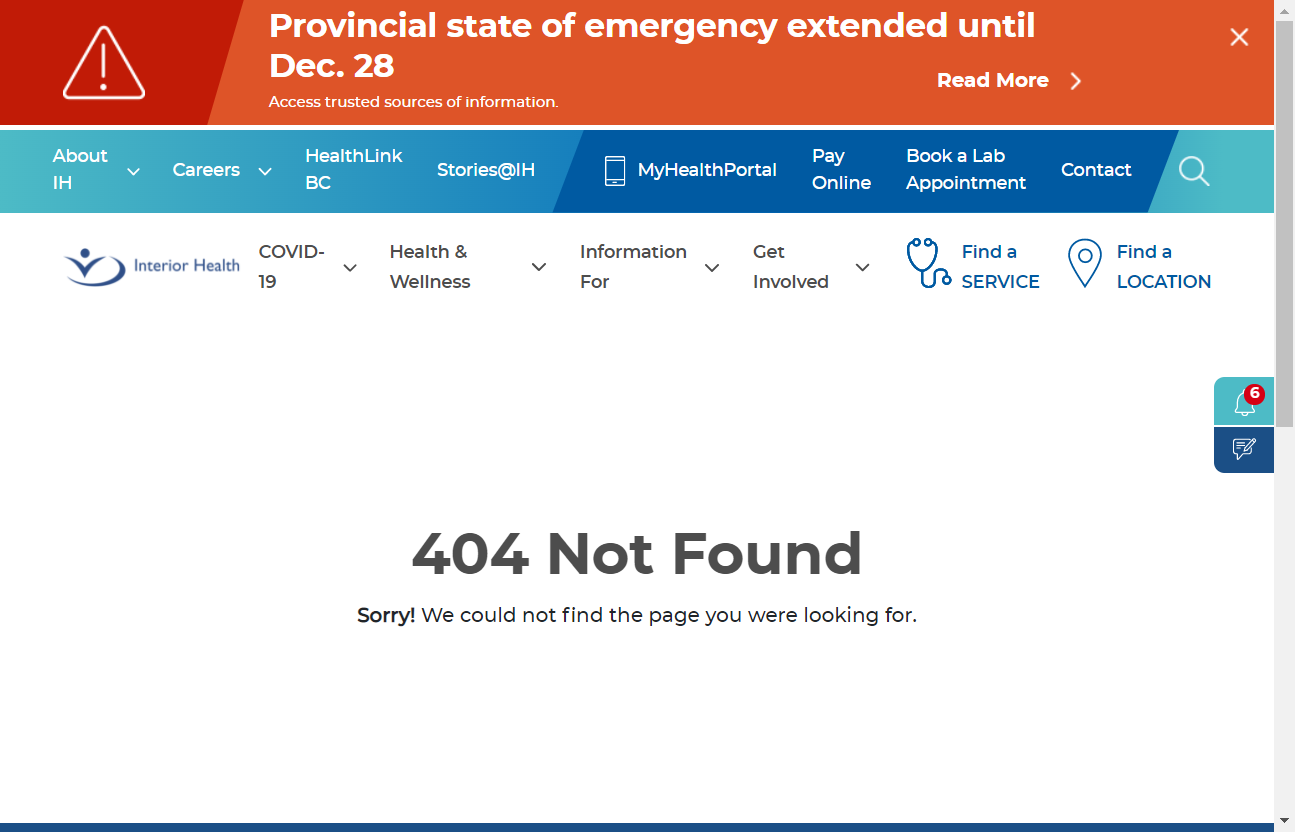 Provincial state of emergency extended until
Dec. 28
Access trusted sources of information.
Read More
About
IH
Careers
HealthLink
BC
Stories@IH
MyHealthPortal
Pay
Online
Book a Lab
Appointment
Contact
Interior Health
COVID-
19
Health &
Wellness
Information
For
Get
Involved
Find a
SERVICE
Find a
LOCATION
6
404 Not Found
Sorry! We could not find the page you were looking for.